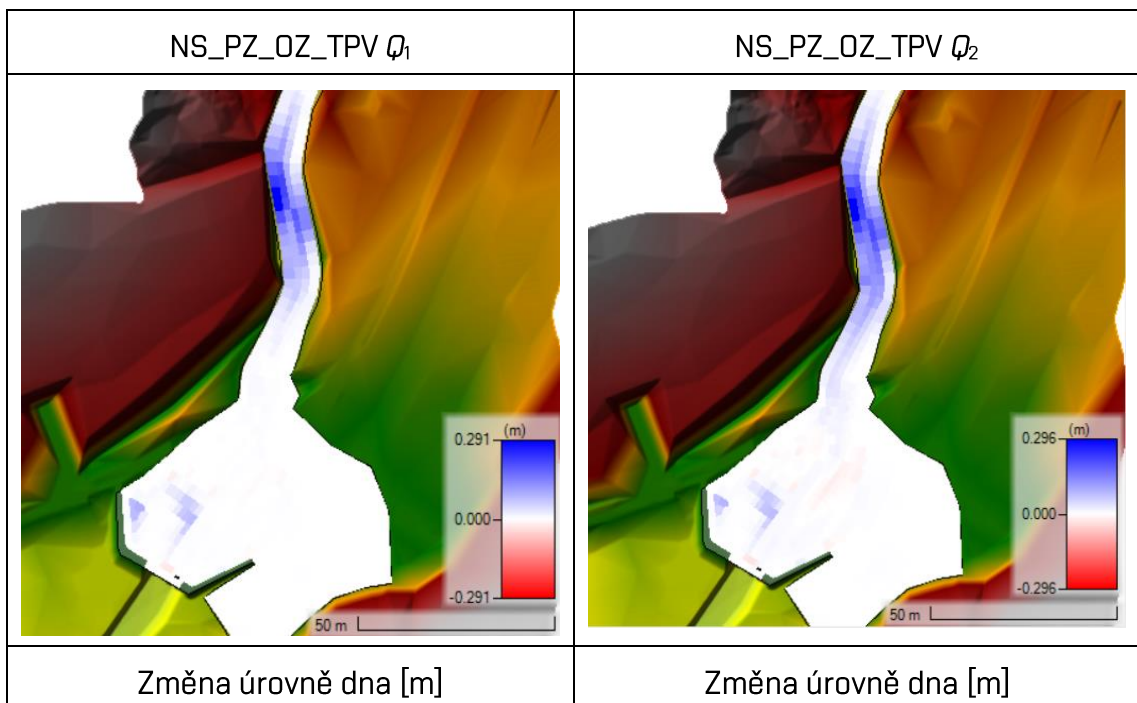 NS_PZ_OZ_TPV Q₁
NS_PZ_OZ_TPV Q₂
(m)
0.291
0.000
-0.291
50 m
(m)
0.296
0.000
-0.296
50 m
Změna úrovně dna [m]
Změna úrovně dna [m]